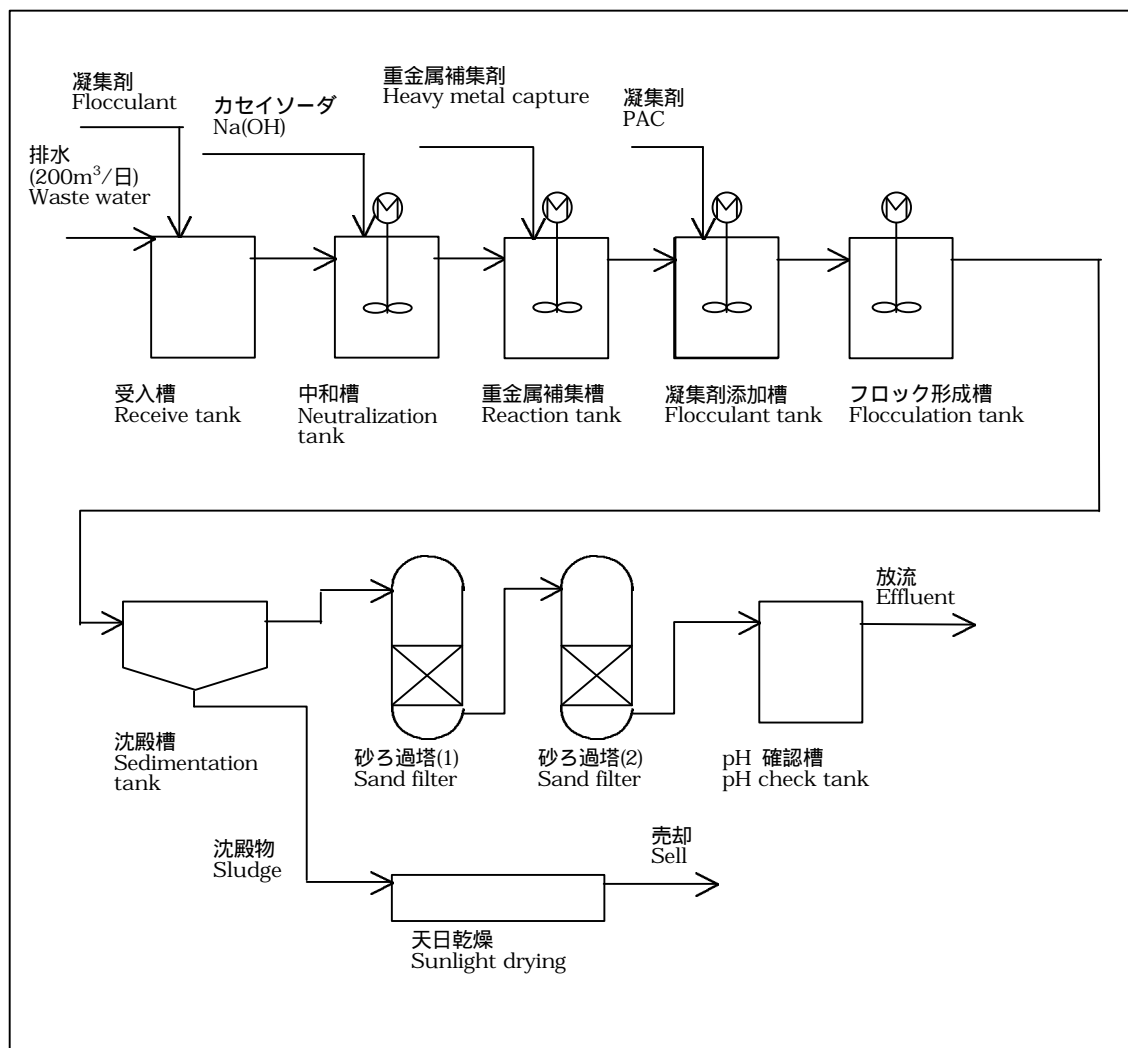 凝集剤
Flocculant
カセイソーダ
Na(OH)
重金属補集剤
Heavy metal capture
凝集剤
PAC
排水
(200m³/日)
Waste water
M
M
M
M
受入槽
Receive tank
中和槽
Neutralization
tank
重金属補集槽
Reaction tank
凝集剤添加槽
Flocculant tank
フロック形成槽
Flocculation tank
放流
Effluent
沈殿槽
Sedimentation
tank
砂ろ過塔(1)
Sand filter
砂ろ過塔(2)
Sand filter
pH 確認槽
pH check tank
沈殿物
Sludge
売却
Sell
天日乾燥
Sunlight drying